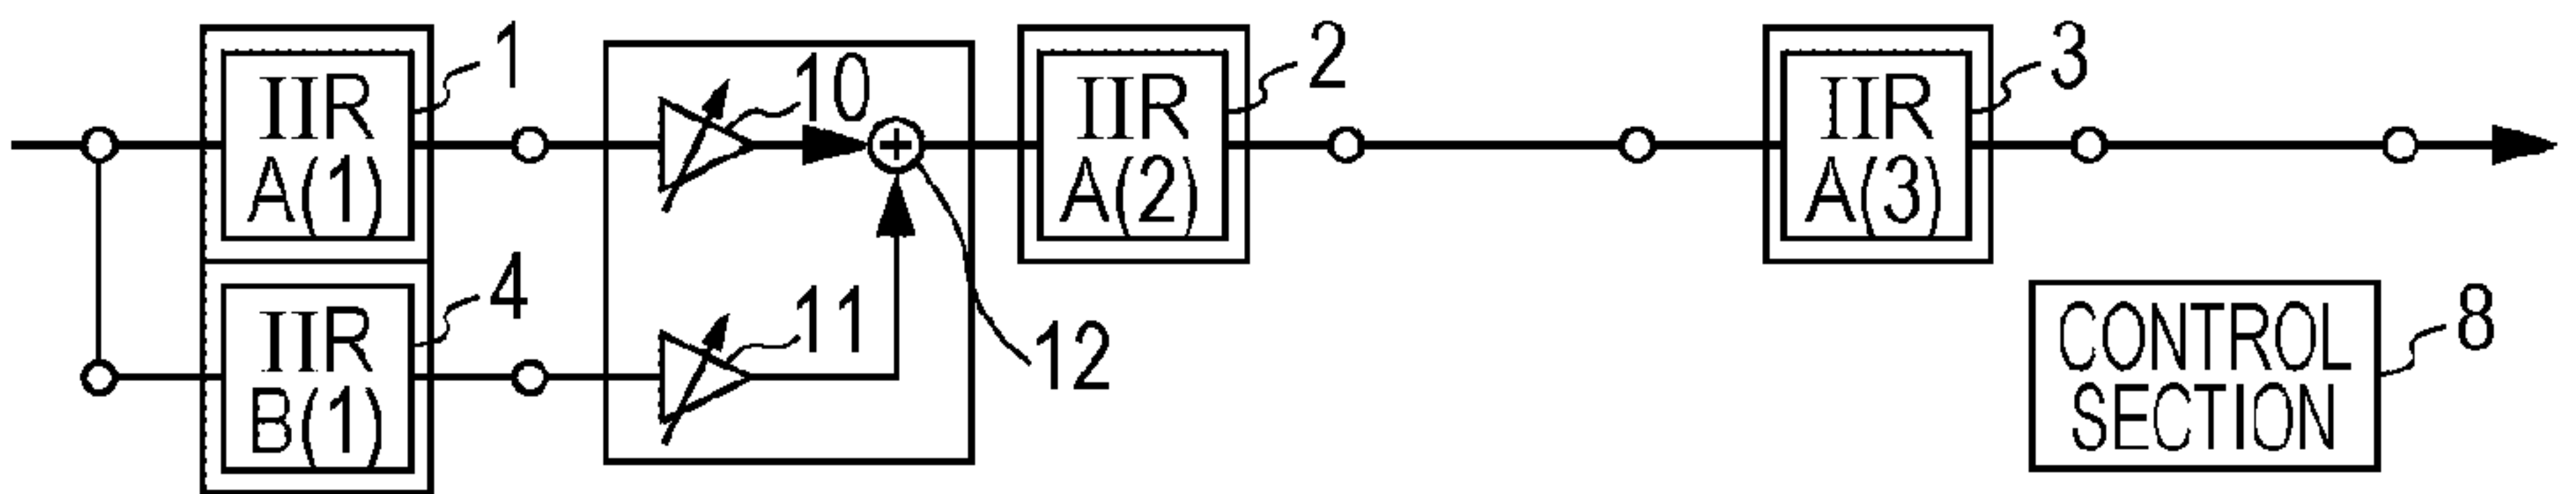 IIR
A(1)
1
10
IIR
A(2)
2
IIR
A(3)
3
IIR
B(1)
4
11
12
CONTROL
SECTION
8